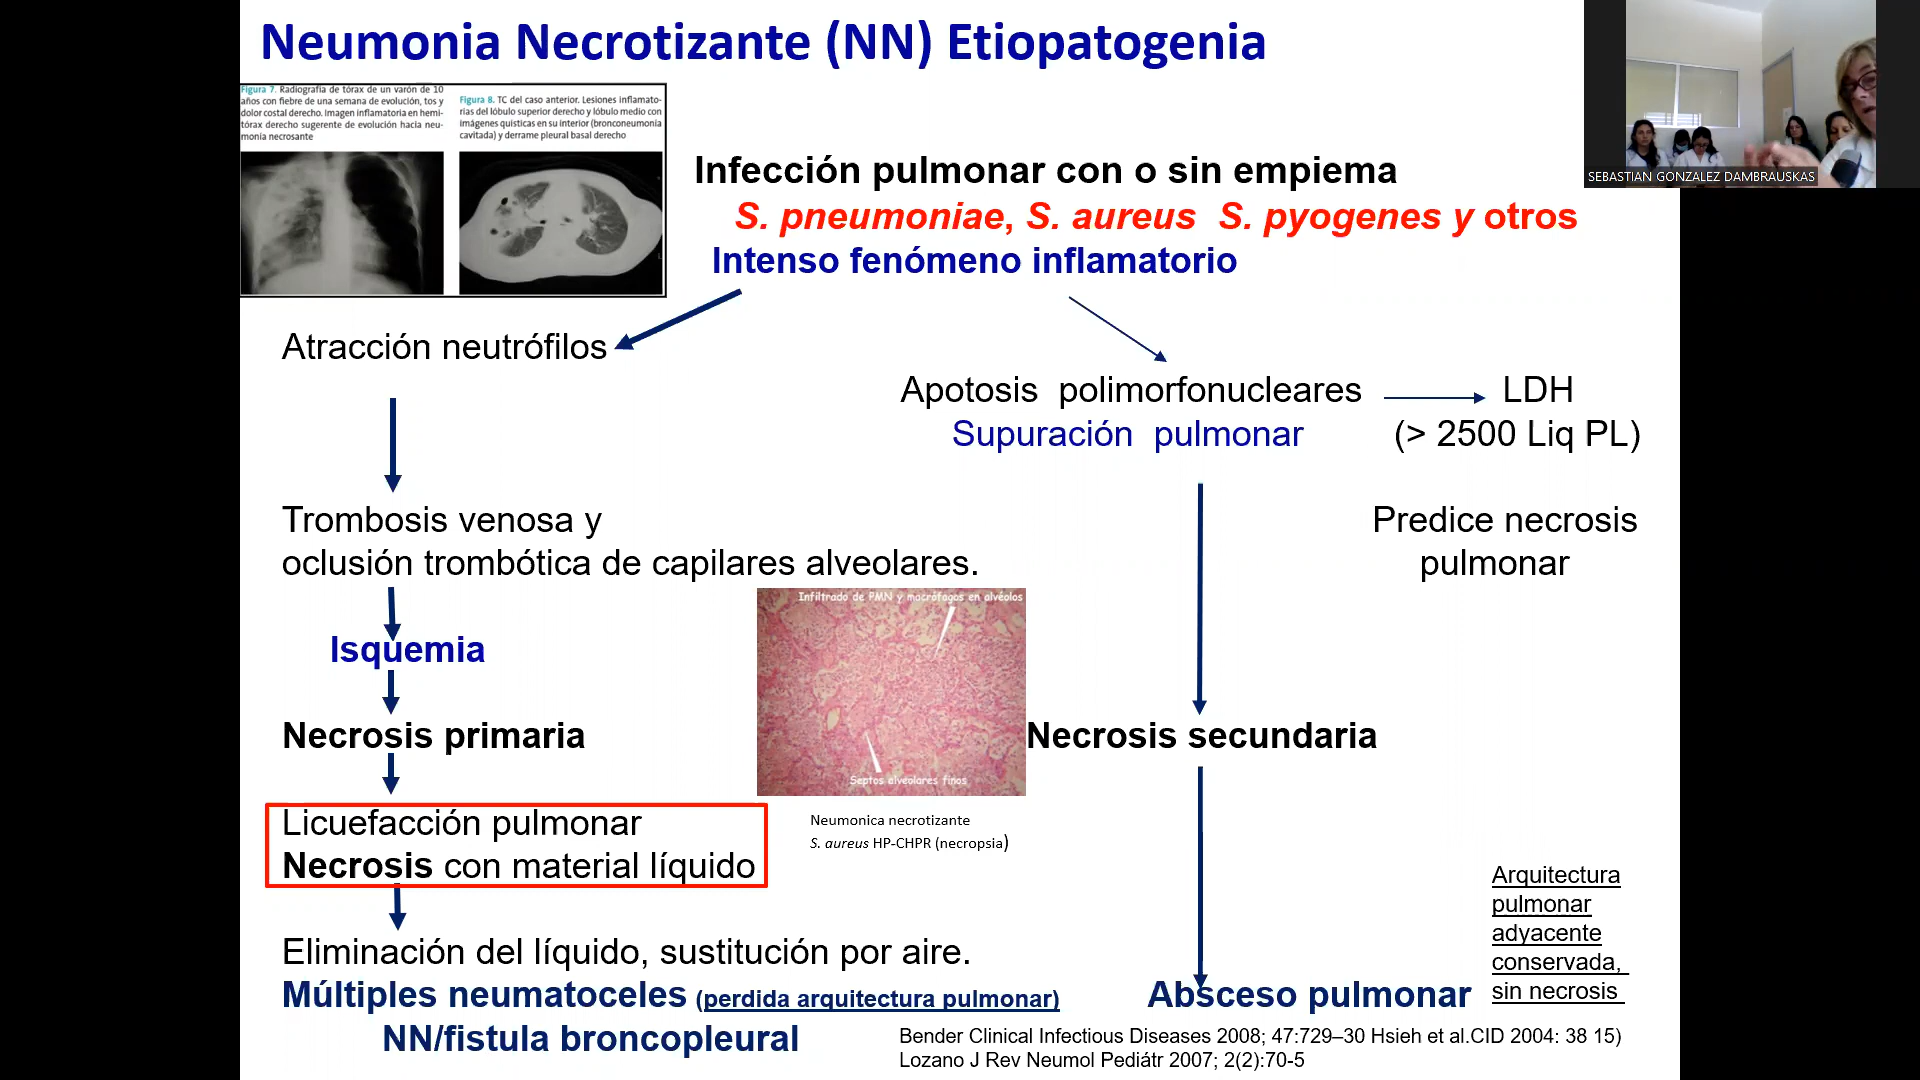 Neumonia Necrotizante (NN) Etiopatogenia
Figura 7. Radiografía de tórax de un varón de 10
años con fiebre de una semana de evolución, tos y
dolor costal derecho. Imagen inflamatoria en hemi-
tórax derecho sugerente de evolución hacia neu-
monía necrosante
Figura 8. TC del caso anterior. Lesiones inflamato-
rias del lóbulo superior derecho y lóbulo medio con
imágenes quísticas en su interior (bronconeumonía
cavitada) y derrame pleural basal derecho
SEBASTIAN GONZALEZ DAMBRAUSKAS
Infección pulmonar con o sin empiema
S. pneumoniae, S. aureus S. pyogenes y otros
Intenso fenómeno inflamatorio
Atracción neutrófilos
Apotosis polimorfonucleares
LDH
Supuración pulmonar
(> 2500 Liq PL)
Trombosis venosa y
oclusión trombótica de capilares alveolares.
Predice necrosis
pulmonar
Isquemia
Infiltrado de PMN y macrófagos en alvéolos
Septos alveolares finos
Necrosis primaria
Necrosis secundaria
Licuefacción pulmonar
Necrosis con material líquido
Neumonica necrotizante
S. aureus HP-CHPR (necropsia)
Arquitectura
pulmonar
adyacente
conservada,
sin necrosis
Eliminación del líquido, sustitución por aire.
Múltiples neumatoceles (perdida arquitectura pulmonar)
Absceso pulmonar
NN/fistula broncopleural
Bender Clinical Infectious Diseases 2008; 47:729–30 Hsieh et al.CID 2004: 38 15)
Lozano J Rev Neumol Pediátr 2007; 2(2):70-5